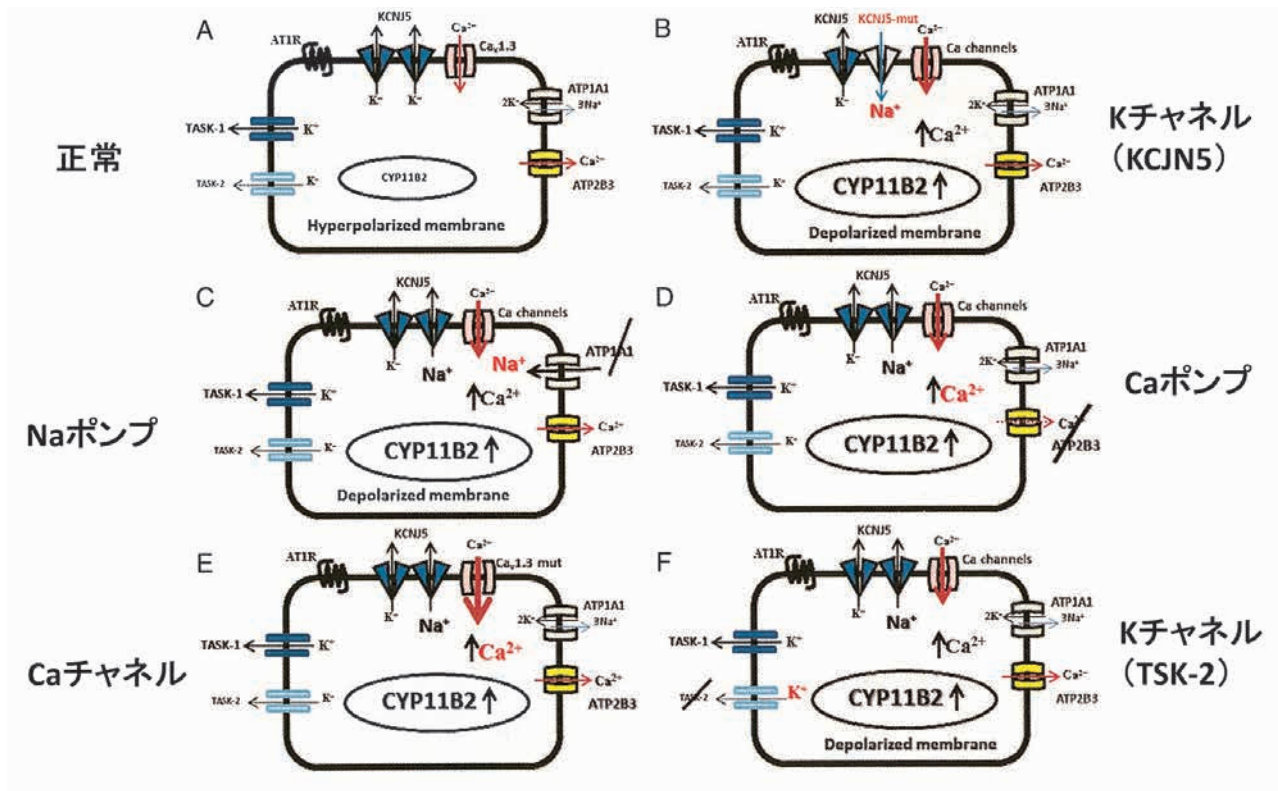 A
KCNJ5
Ca²⁺
AT1R
Caᵥ1.3
ATP1A1
2K⁺
3Na⁺
K⁺
K⁺
TASK-1
K⁺
正常
CYP11B2
Ca²⁺
ATP2B3
TASK-2
K⁺
Hyperpolarized membrane
B
KCNJ5
KCNJ5-mut
Ca²⁺
AT1R
Ca channels
ATP1A1
2K⁺
3Na⁺
K⁺
Na⁺
TASK-1
K⁺
↑Ca²⁺
Kチャネル
（KCJN5）
Ca²⁺
ATP2B3
TASK-2
K⁺
CYP11B2↑
Depolarized membrane
C
KCNJ5
Ca²⁺
AT1R
Ca channels
ATP1A1
K⁺
Na⁺
Na⁺
TASK-1
K⁺
↑Ca²⁺
Naポンプ
Ca²⁺
ATP2B3
TASK-2
K⁺
CYP11B2↑
Depolarized membrane
D
KCNJ5
Ca²⁺
AT1R
Ca channels
ATP1A1
2K⁺
3Na⁺
K⁺
Na⁺
TASK-1
K⁺
↑Ca²⁺
Caポンプ
Ca²⁺
ATP2B3
TASK-2
K⁺
CYP11B2↑
E
KCNJ5
Ca²⁺
AT1R
Caᵥ1.3 mut
ATP1A1
2K⁺
3Na⁺
K⁺
Na⁺
TASK-1
K⁺
↑Ca²⁺
Caチャネル
Ca²⁺
ATP2B3
TASK-2
K⁺
CYP11B2↑
F
KCNJ5
Ca²⁺
AT1R
Ca channels
ATP1A1
2K⁺
3Na⁺
K⁺
Na⁺
TASK-1
K⁺
↑Ca²⁺
Kチャネル
（TSK-2）
Ca²⁺
ATP2B3
TASK-2
K⁺
CYP11B2↑
Depolarized membrane